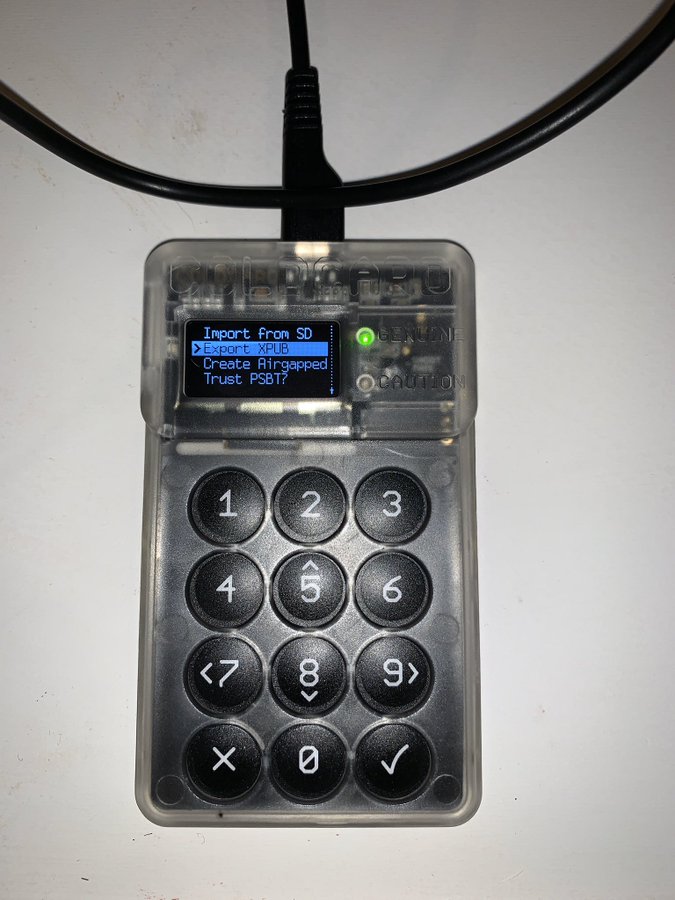 COLDCARD
Import from SD
>Export XPUB
Create Airgapped
Trust PSBT?
GENUINE
CAUTION
1 2 3
4 5 6
<7 8 9>
X 0 ✓